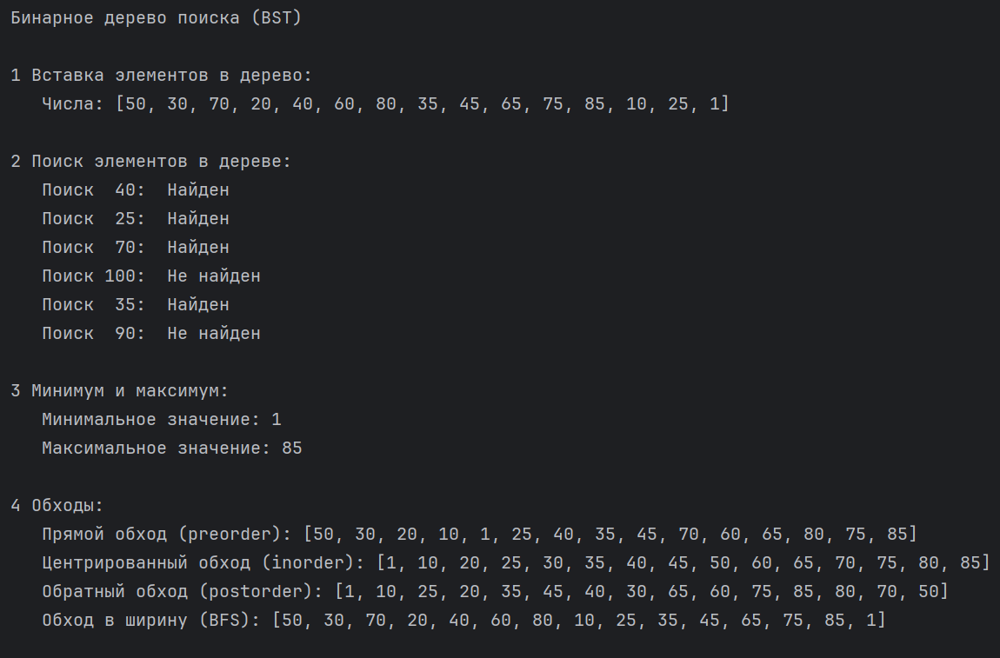 Бинарное дерево поиска (BST)
1 Вставка элементов в дерево:
Числа: [50, 30, 70, 20, 40, 60, 80, 35, 45, 65, 75, 85, 10, 25, 1]
2 Поиск элементов в дереве:
Поиск  40:  Найден
Поиск  25:  Найден
Поиск  70:  Найден
Поиск 100:  Не найден
Поиск  35:  Найден
Поиск  90:  Не найден
3 Минимум и максимум:
Минимальное значение: 1
Максимальное значение: 85
4 Обходы:
Прямой обход (preorder): [50, 30, 20, 10, 1, 25, 40, 35, 45, 70, 60, 65, 80, 75, 85]
Центрированный обход (inorder): [1, 10, 20, 25, 30, 35, 40, 45, 50, 60, 65, 70, 75, 80, 85]
Обратный обход (postorder): [1, 10, 25, 20, 35, 45, 40, 30, 65, 60, 75, 85, 80, 70, 50]
Обход в ширину (BFS): [50, 30, 70, 20, 40, 60, 80, 10, 25, 35, 45, 65, 75, 85, 1]